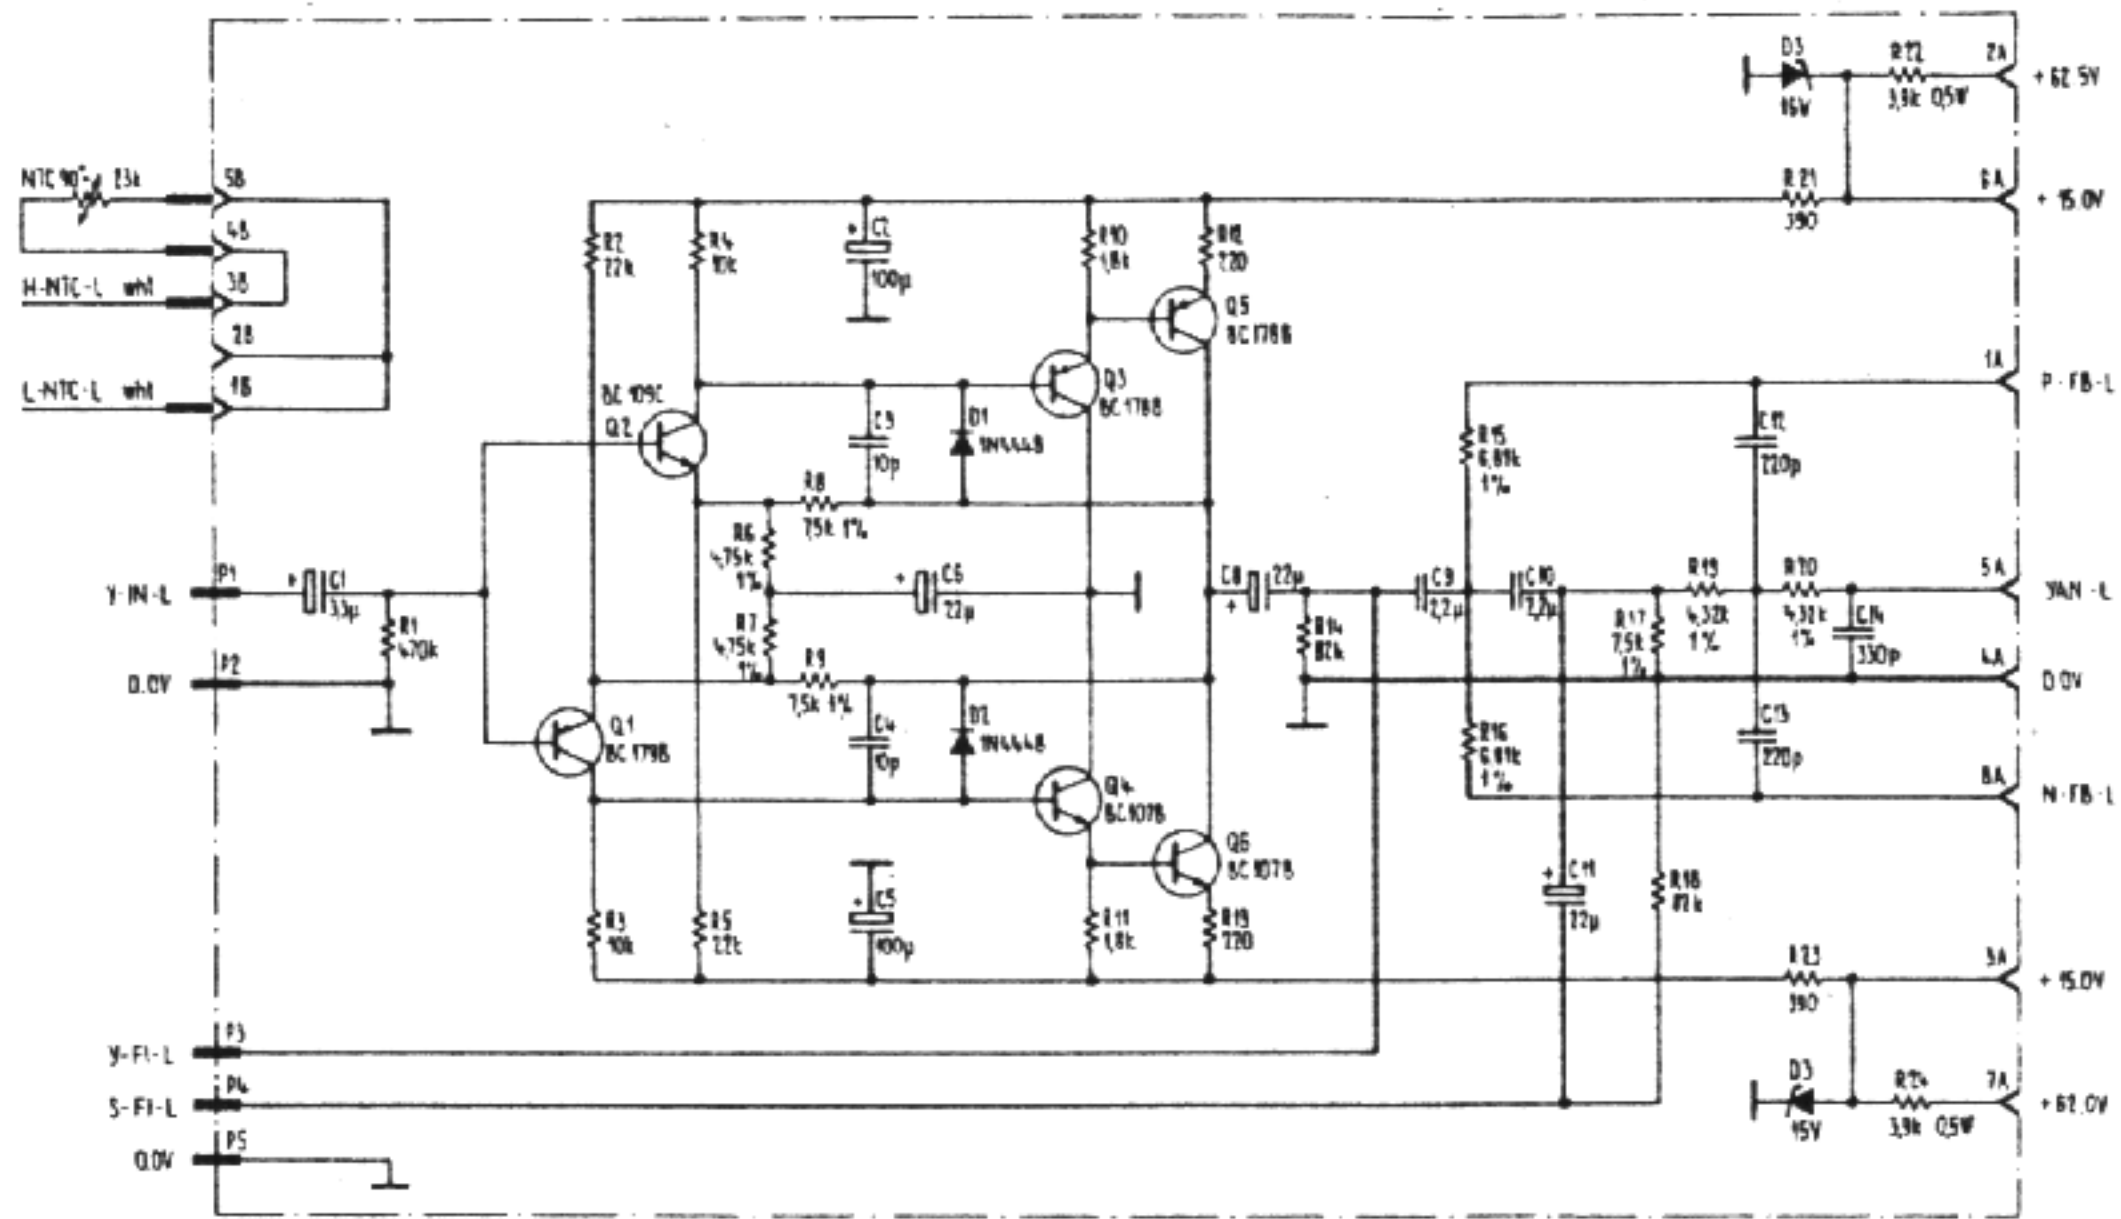 D3
16V
R22
3,9k 0,5W
2A
+ 62.5V
NTC 90°- 23k
5B
4B
H-NTC-L wht
3B
2B
L-NTC-L wht
1B
R21
390
6A
+ 15.0V
R2
22k
R4
10k
C2
100µ
R10
1,8k
R12
220
Q5
BC178B
BC 109C
Q2
Q3
BC178B
C3
10p
D1
1N4448
R8
7,5k 1%
R6
4,75k
1%
R15
6,81k
1%
C12
220p
1A
P-FB-L
Y-IN-L
P1
C1
3,3µ
R1
470k
0.0V
P2
C6
22µ
R7
4,75k
1%
R9
7,5k 1%
C8
22µ
R14
82k
C9
2,2µ
C10
2,2µ
R17
7,5k
1%
R19
4,32k
1%
R20
4,32k
1%
C14
330p
5A
YAN-L
4A
0.0V
Q1
BC179B
C4
10p
D2
1N4448
Q4
BC107B
Q6
BC107B
R16
6,81k
1%
C13
220p
8A
N-FB-L
R3
10k
R5
22k
C5
100µ
R11
1,8k
R13
220
C11
22µ
R18
82k
R23
390
3A
+ 15.0V
Y-FI-L
P3
S-FI-L
P4
0.0V
P5
D3
15V
R24
3,9k 0,5W
7A
+62.0V